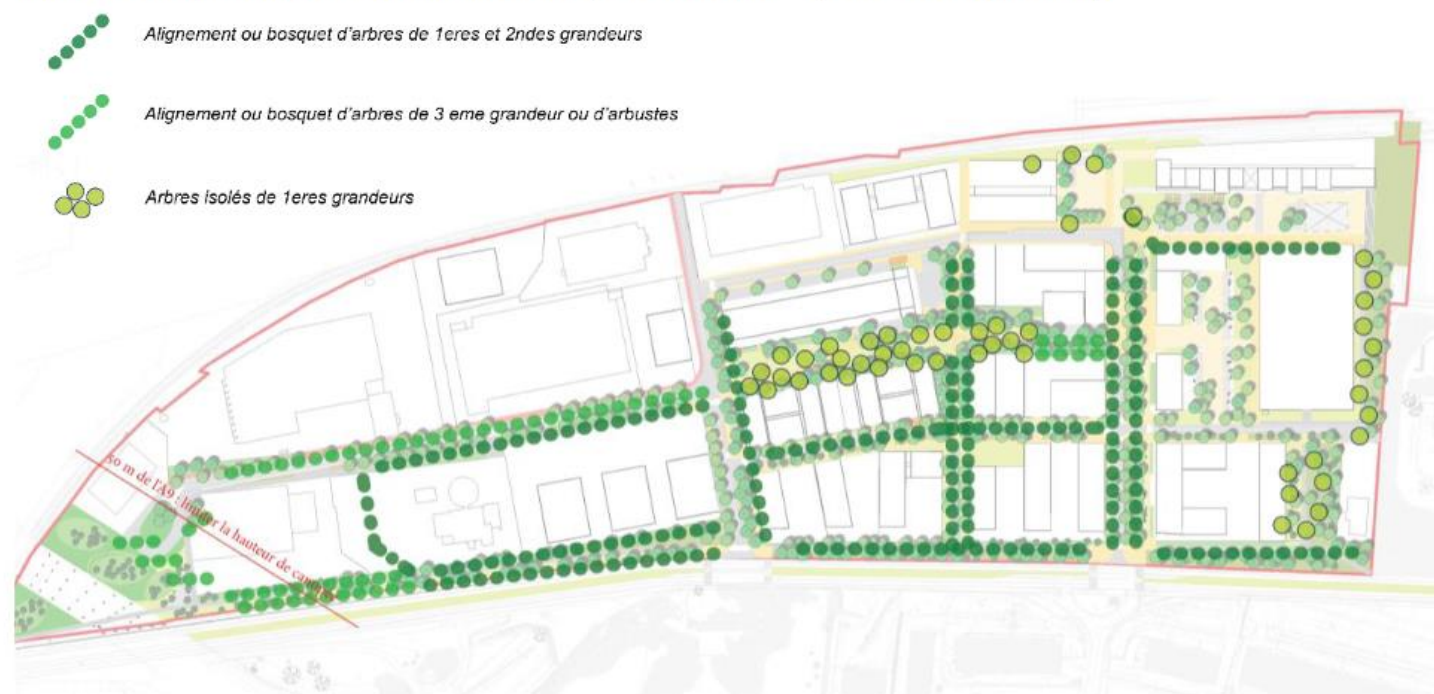 Alignement ou bosquet d'arbres de 1eres et 2ndes grandeurs
Alignement ou bosquet d'arbres de 3 eme grandeur ou d'arbustes
Arbres isolés de 1eres grandeurs
50 m de l'A9 : limiter la hauteur de